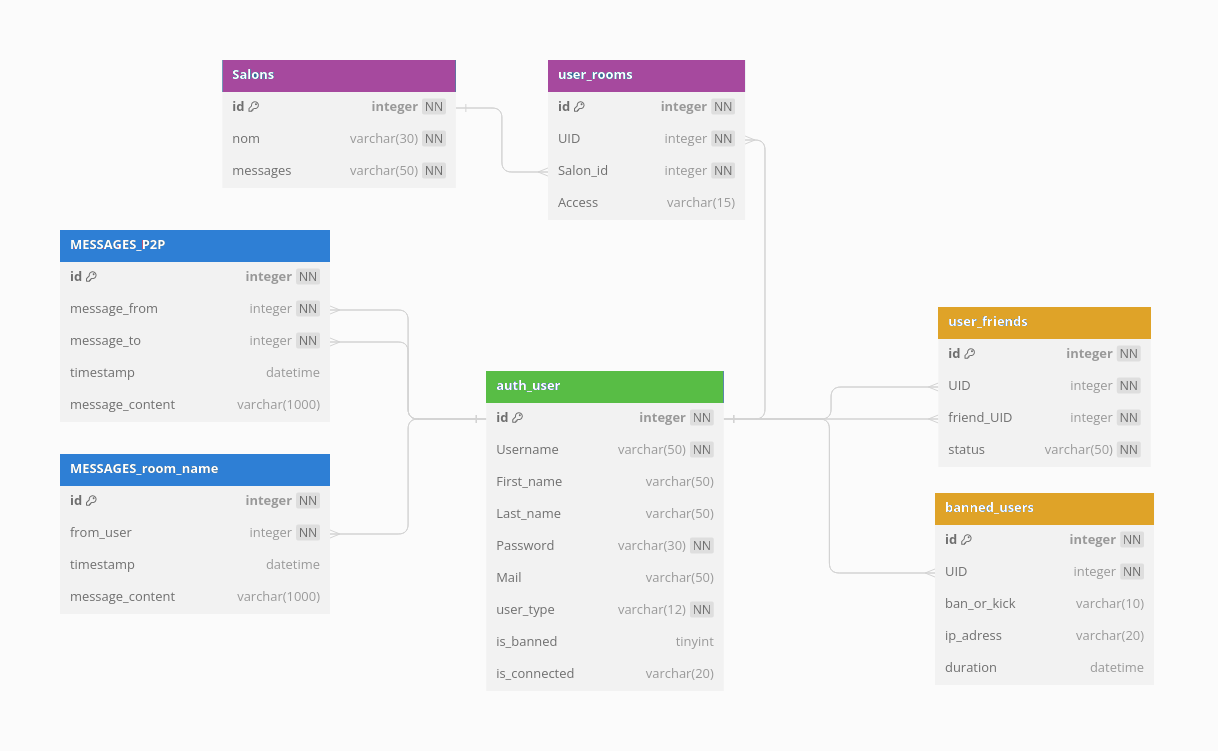 Salons
id integer NN
nom varchar(30) NN
messages varchar(50) NN
user_rooms
id integer NN
UID integer NN
Salon_id integer NN
Access varchar(15)
MESSAGES_P2P
id integer NN
message_from integer NN
message_to integer NN
timestamp datetime
message_content varchar(1000)
MESSAGES_room_name
id integer NN
from_user integer NN
timestamp datetime
message_content varchar(1000)
auth_user
id integer NN
Username varchar(50) NN
First_name varchar(50)
Last_name varchar(50)
Password varchar(30) NN
Mail varchar(50)
user_type varchar(12) NN
is_banned tinyint
is_connected varchar(20)
user_friends
id integer NN
UID integer NN
friend_UID integer NN
status varchar(50) NN
banned_users
id integer NN
UID integer NN
ban_or_kick varchar(10)
ip_adress varchar(20)
duration datetime